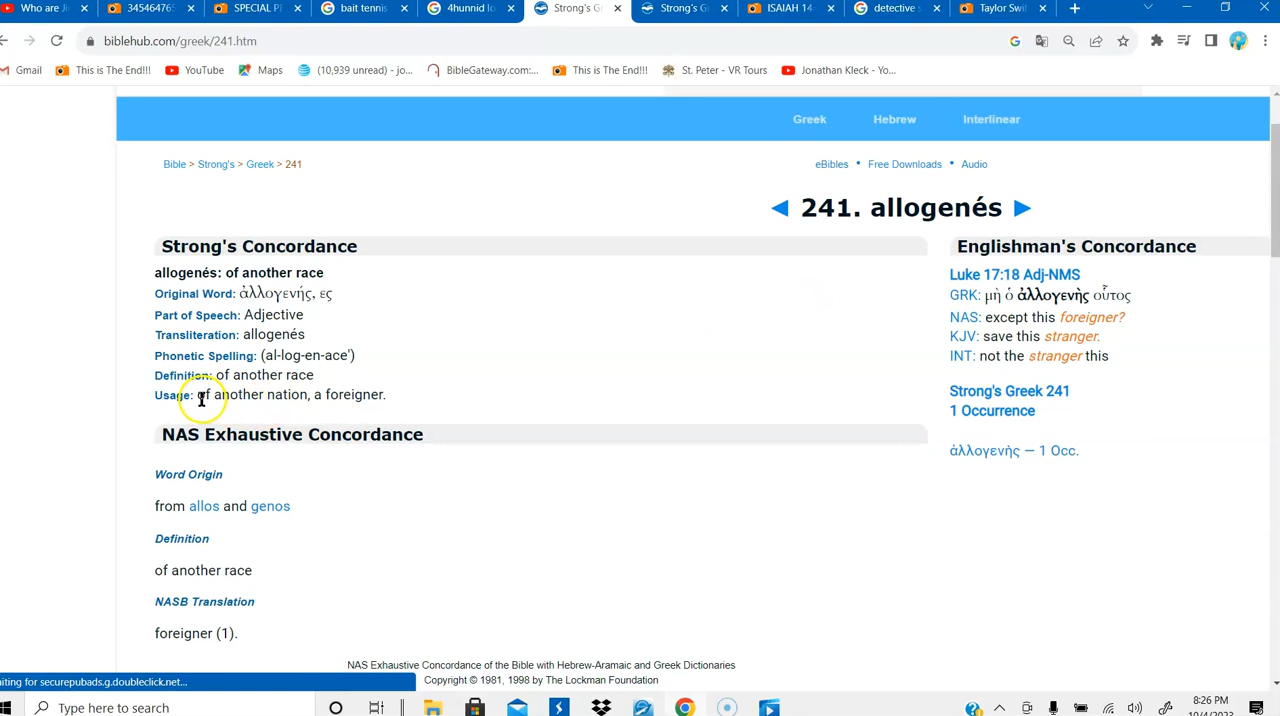 Who are Ji
345464765
SPECIAL P
bait tennis
4hunnid lo
Strong's G
Strong's G
ISAIAH 14
detective s
Taylor Swi
biblehub.com/greek/241.htm
Gmail
This is The End!!!
YouTube
Maps
(10,939 unread) - jo...
BibleGateway.com:...
This is The End!!!
St. Peter - VR Tours
Jonathan Kleck - Yo...
Greek
Hebrew
Interlinear
Bible > Strong's > Greek > 241
eBibles • Free Downloads • Audio
◄ 241. allogenés ►
Strong's Concordance
allogenés: of another race
Original Word: ἀλλογενής, ες
Part of Speech: Adjective
Transliteration: allogenés
Phonetic Spelling: (al-log-en-ace')
Definition: of another race
Usage: of another nation, a foreigner.
Englishman's Concordance
Luke 17:18 Adj-NMS
GRK: μὴ ὁ ἀλλογενὴς οὗτος
NAS: except this foreigner?
KJV: save this stranger.
INT: not the stranger this
Strong's Greek 241
1 Occurrence
ἀλλογενὴς — 1 Occ.
NAS Exhaustive Concordance
Word Origin
from allos and genos
Definition
of another race
NASB Translation
foreigner (1).
NAS Exhaustive Concordance of the Bible with Hebrew-Aramaic and Greek Dictionaries
Copyright © 1981, 1998 by The Lockman Foundation
aiting for securepubads.g.doubleclick.net...
Type here to search
8:26 PM